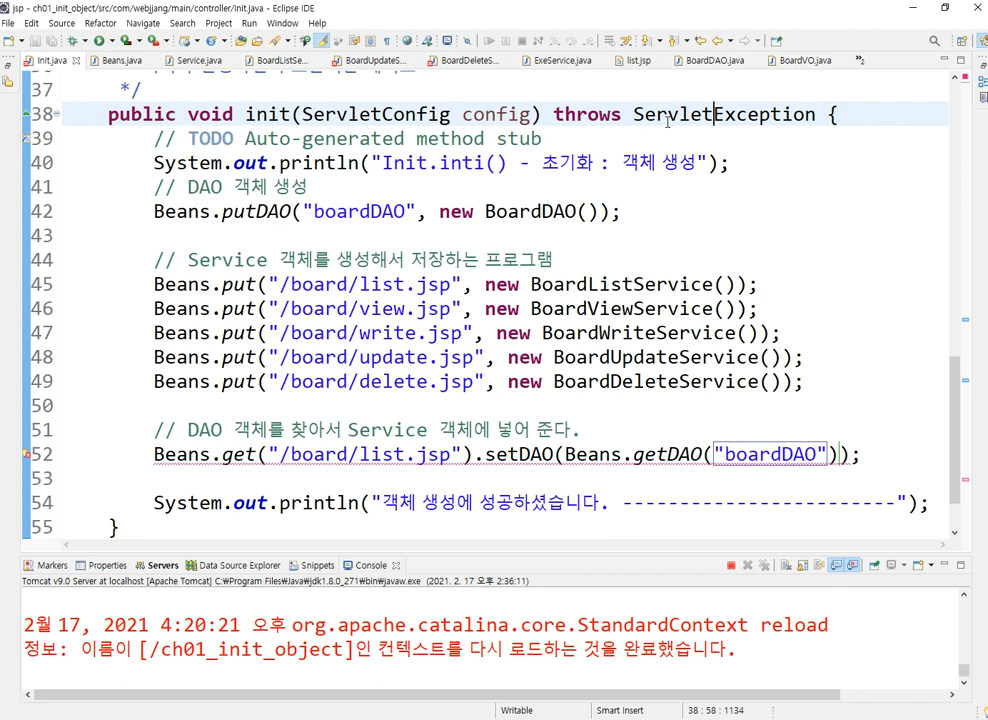 jsp - ch01_init_object/src/com/webjjang/main/controller/Init.java - Eclipse IDE
File Edit Source Refactor Navigate Search Project Run Window Help
Init.java Beans.java Service.java BoardListSe... BoardUpdateS... BoardDeleteS... ExeService.java list.jsp BoardDAO.java BoardVO.java »2
37 */
38 public void init(ServletConfig config) throws ServletException {
39 // TODO Auto-generated method stub
40 System.out.println("Init.inti() - 초기화 : 객체 생성");
41 // DAO 객체 생성
42 Beans.putDAO("boardDAO", new BoardDAO());
43
44 // Service 객체를 생성해서 저장하는 프로그램
45 Beans.put("/board/list.jsp", new BoardListService());
46 Beans.put("/board/view.jsp", new BoardViewService());
47 Beans.put("/board/write.jsp", new BoardWriteService());
48 Beans.put("/board/update.jsp", new BoardUpdateService());
49 Beans.put("/board/delete.jsp", new BoardDeleteService());
50
51 // DAO 객체를 찾아서 Service 객체에 넣어 준다.
52 Beans.get("/board/list.jsp").setDAO(Beans.getDAO("boardDAO"));
53
54 System.out.println("객체 생성에 성공하셨습니다. ------------------------");
55 }
Markers Properties Servers Data Source Explorer Snippets Console
Tomcat v9.0 Server at localhost [Apache Tomcat] C:₩Program Files₩Java₩jdk1.8.0_271₩bin₩javaw.exe (2021. 2. 17 오후 2:36:11)
2월 17, 2021 4:20:21 오후 org.apache.catalina.core.StandardContext reload
정보: 이름이 [/ch01_init_object]인 컨텍스트를 다시 로드하는 것을 완료했습니다.
Writable Smart Insert 38 : 58 : 1134